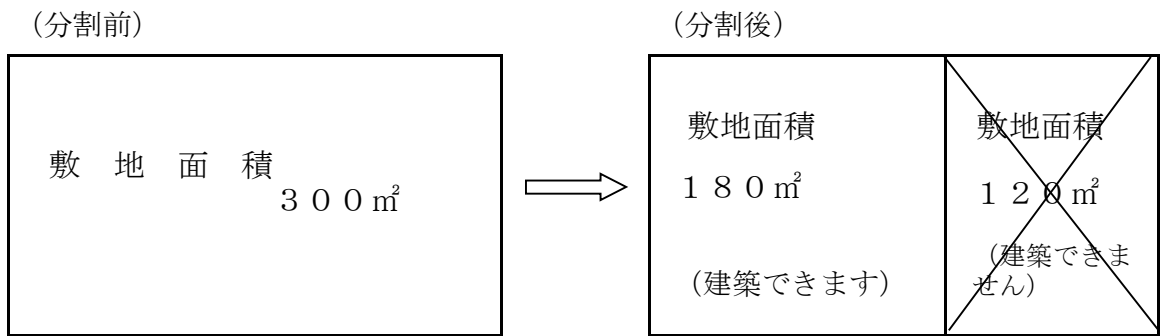 （分割前）
敷 地 面 積
３００㎡
（分割後）
敷地面積
１８０㎡
（建築できます）
敷地面積
１２０㎡
（建築できま
せん）